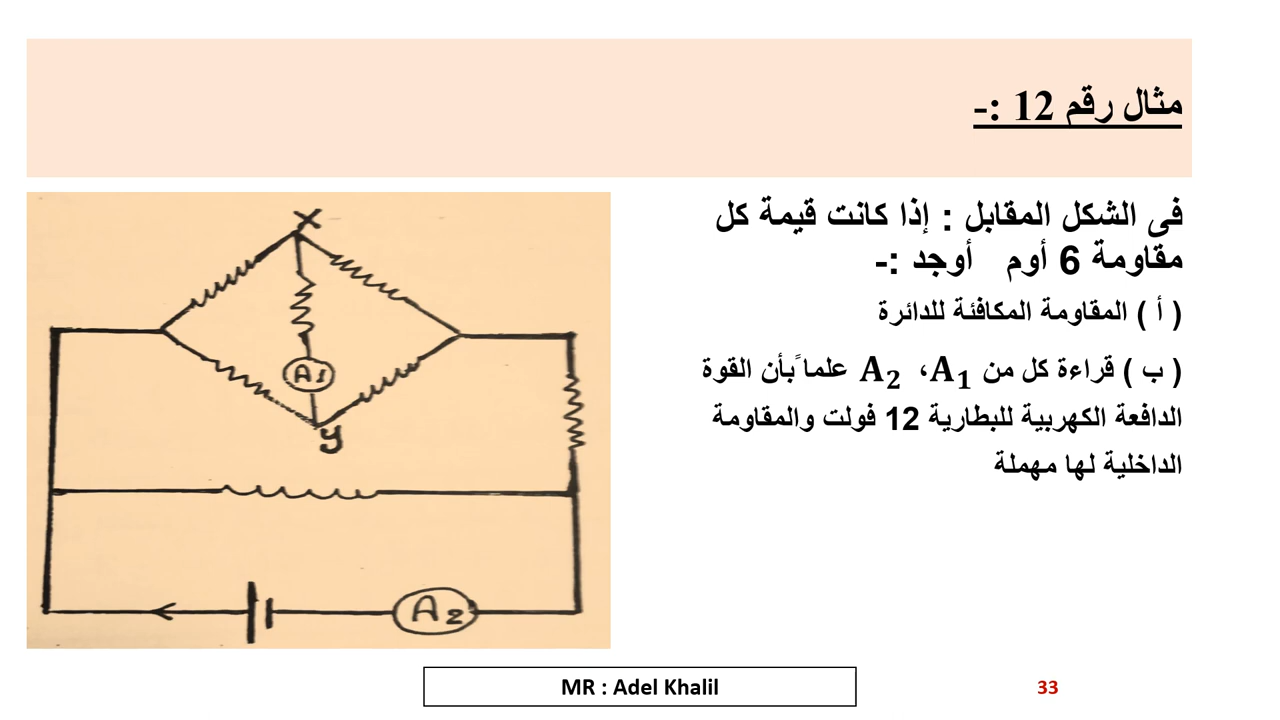 مثال رقم 12 :-
فى الشكل المقابل : إذا كانت قيمة كل
مقاومة 6 أوم أوجد :-
( أ ) المقاومة المكافئة للدائرة
( ب ) قراءة كل من A₁، A₂ علماً بأن القوة
الدافعة الكهربية للبطارية 12 فولت والمقاومة
الداخلية لها مهملة
X
A1
y
A2
MR : Adel Khalil
33